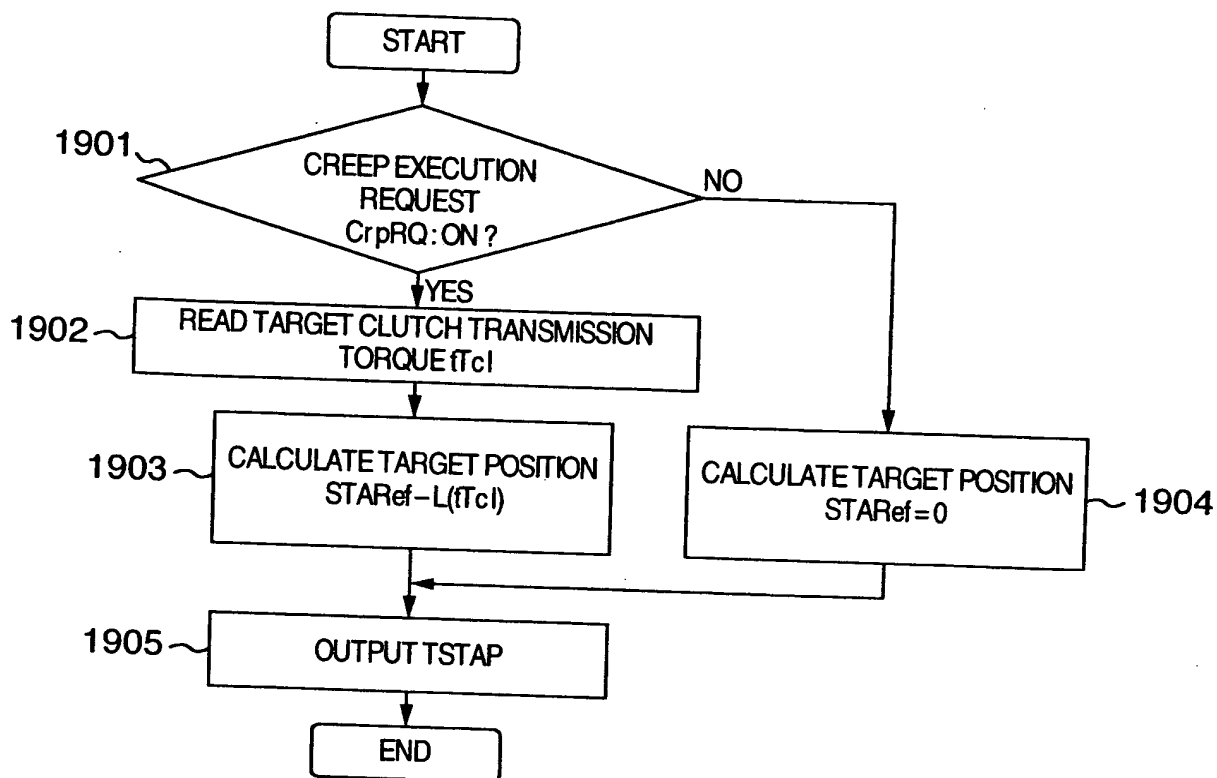 START
1901
CREEP EXECUTION
REQUEST
CrpRQ: ON ?
NO
YES
1902
READ TARGET CLUTCH TRANSMISSION
TORQUE fTcl
1903
CALCULATE TARGET POSITION
STARef–L(fTcl)
CALCULATE TARGET POSITION
STARef=0
1904
1905
OUTPUT TSTAP
END